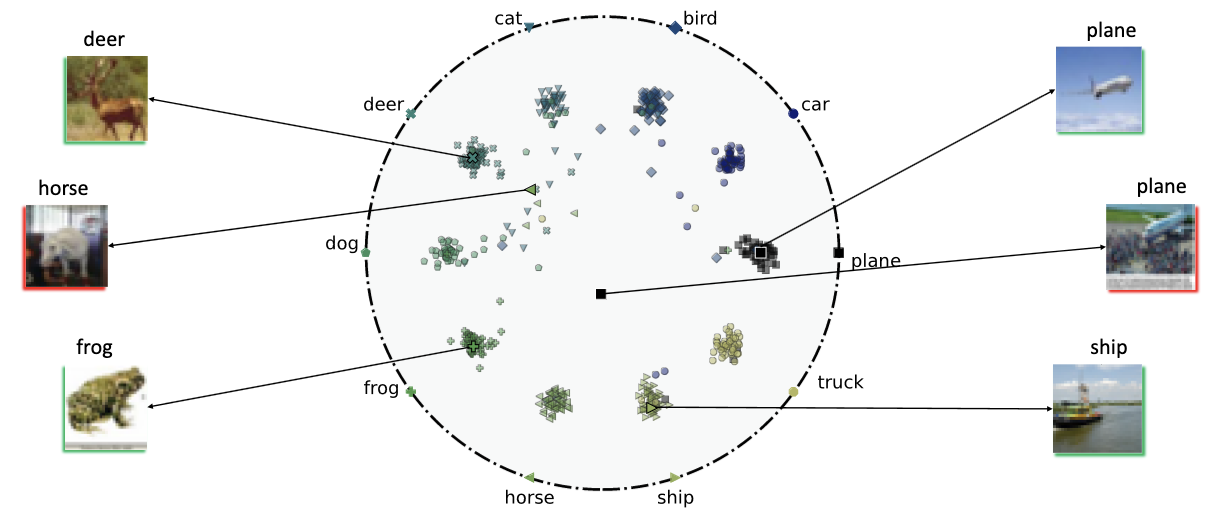 cat
bird
plane
deer
deer
car
horse
plane
dog
plane
frog
ship
frog
truck
horse
ship